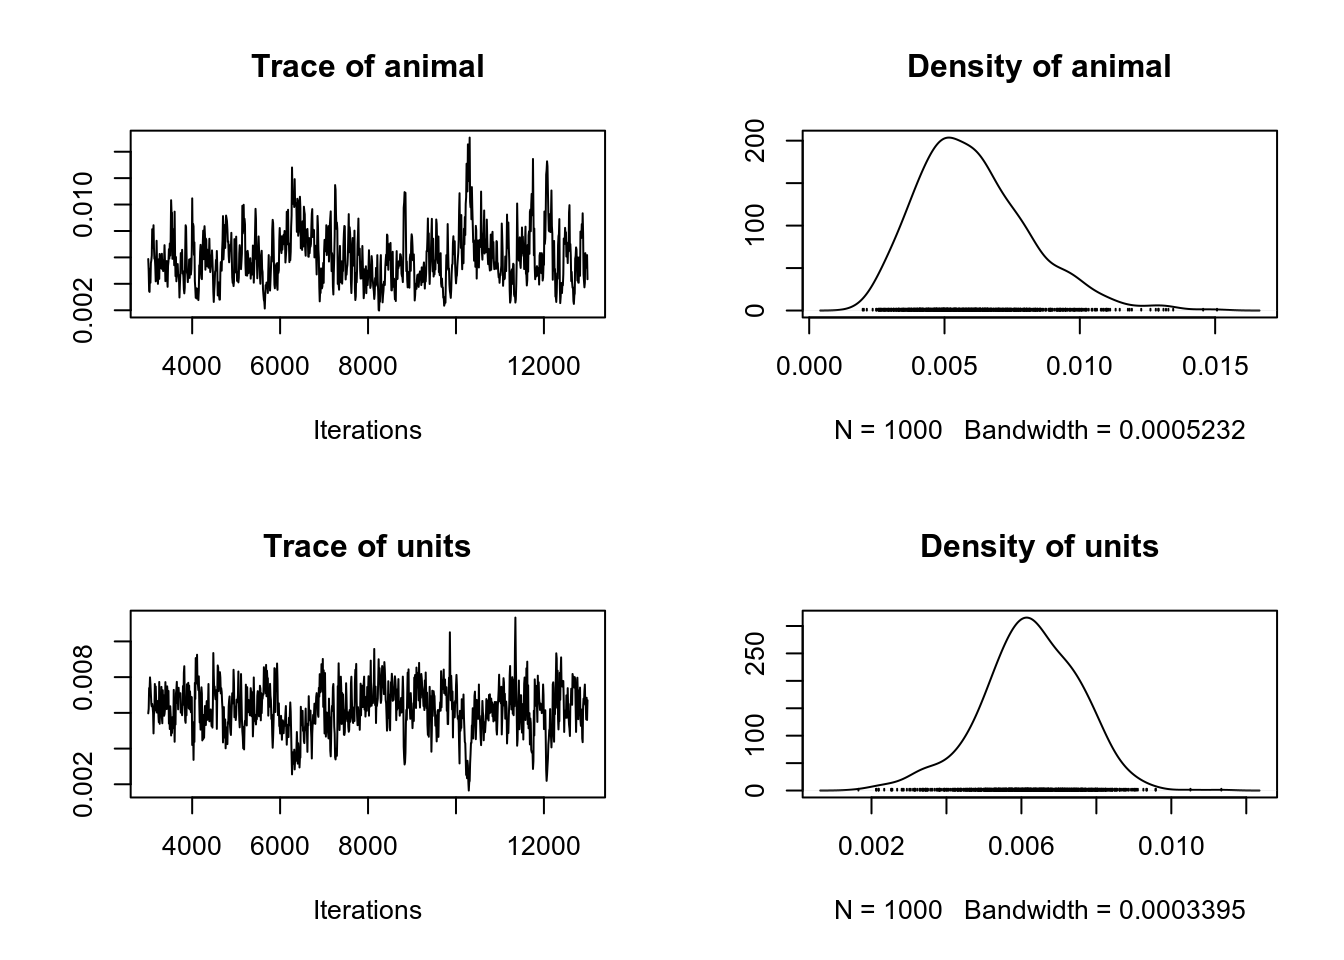 Trace of animal
0.010
0.002
4000 6000 8000 12000
Iterations
Density of animal
200
100
0
0.000 0.005 0.010 0.015
N = 1000 Bandwidth = 0.0005232
Trace of units
0.008
0.002
4000 6000 8000 12000
Iterations
Density of units
250
100
0
0.002 0.006 0.010
N = 1000 Bandwidth = 0.0003395